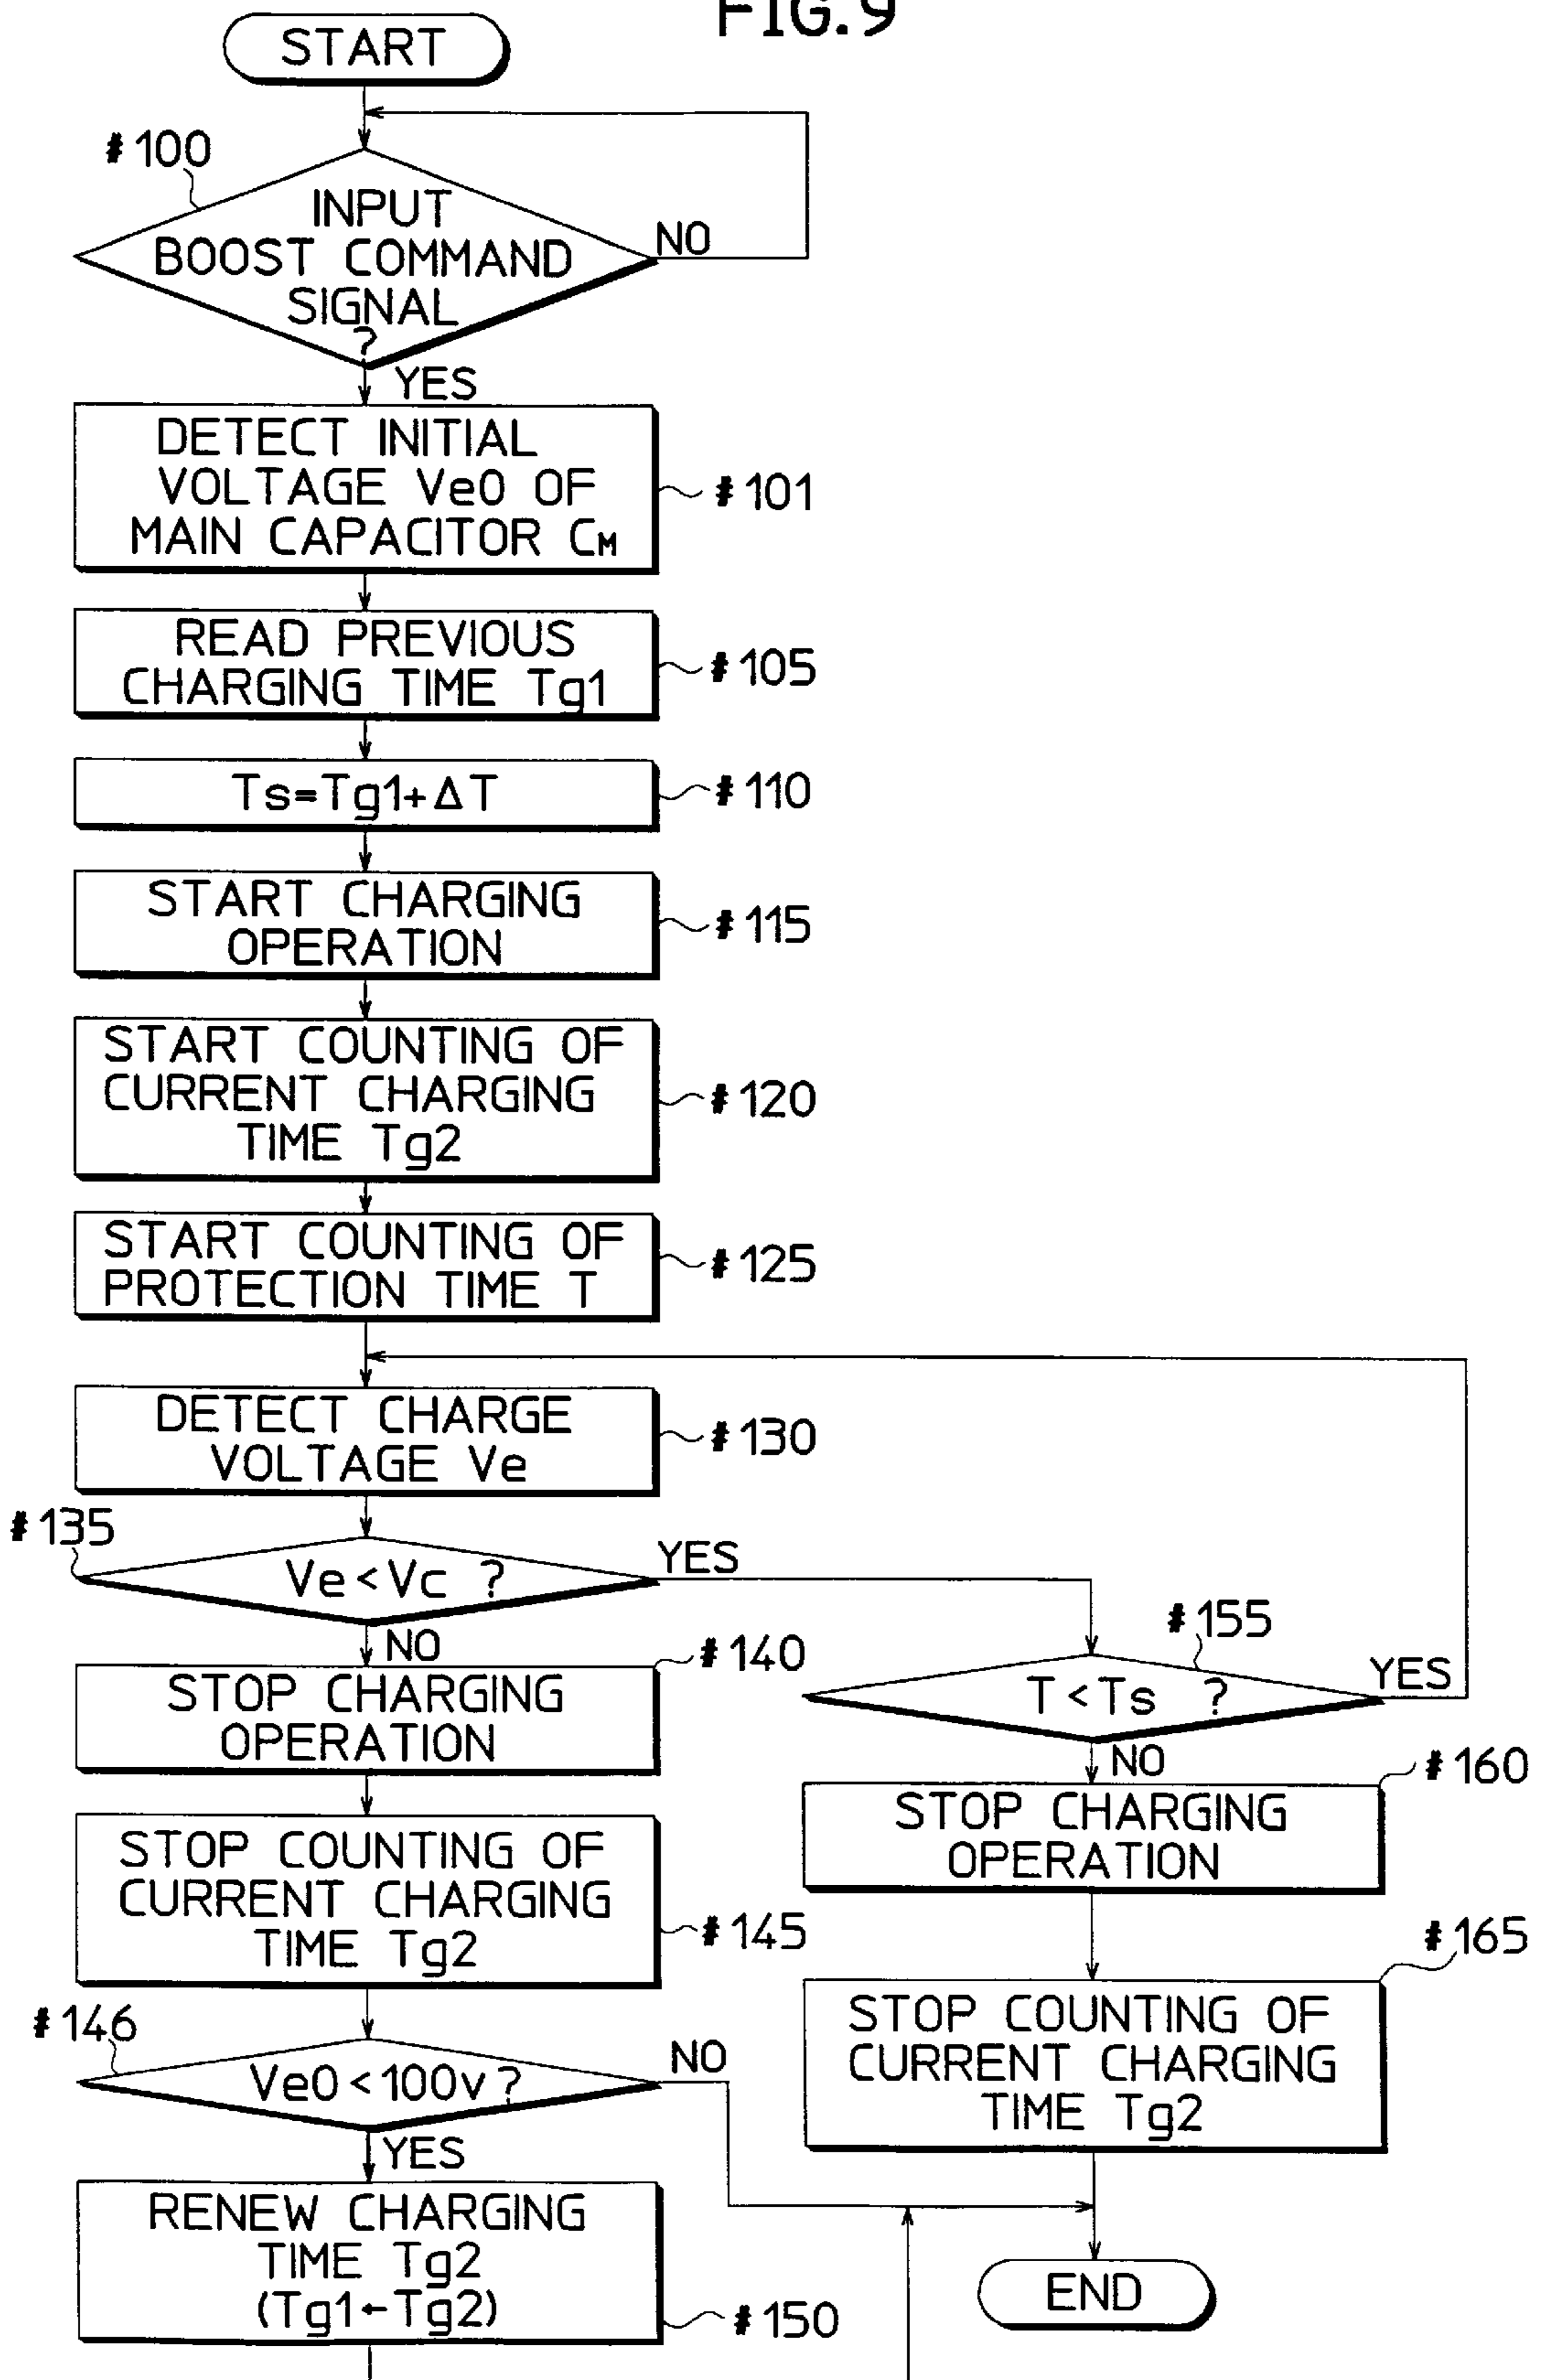 FIG.9
START
#100
INPUT
BOOST COMMAND
SIGNAL
?
NO
YES
DETECT INITIAL
VOLTAGE Ve0 OF
MAIN CAPACITOR CM
#101
READ PREVIOUS
CHARGING TIME Tg1
#105
Ts=Tg1+ΔT
#110
START CHARGING
OPERATION
#115
START COUNTING OF
CURRENT CHARGING
TIME Tg2
#120
START COUNTING OF
PROTECTION TIME T
#125
DETECT CHARGE
VOLTAGE Ve
#130
#135
Ve<Vc ?
YES
NO
#140
STOP CHARGING
OPERATION
#155
T<Ts ?
YES
NO
#160
STOP CHARGING
OPERATION
STOP COUNTING OF
CURRENT CHARGING
TIME Tg2
#145
#165
STOP COUNTING OF
CURRENT CHARGING
TIME Tg2
#146
Ve0<100v?
NO
YES
RENEW CHARGING
TIME Tg2
(Tg1←Tg2)
#150
END